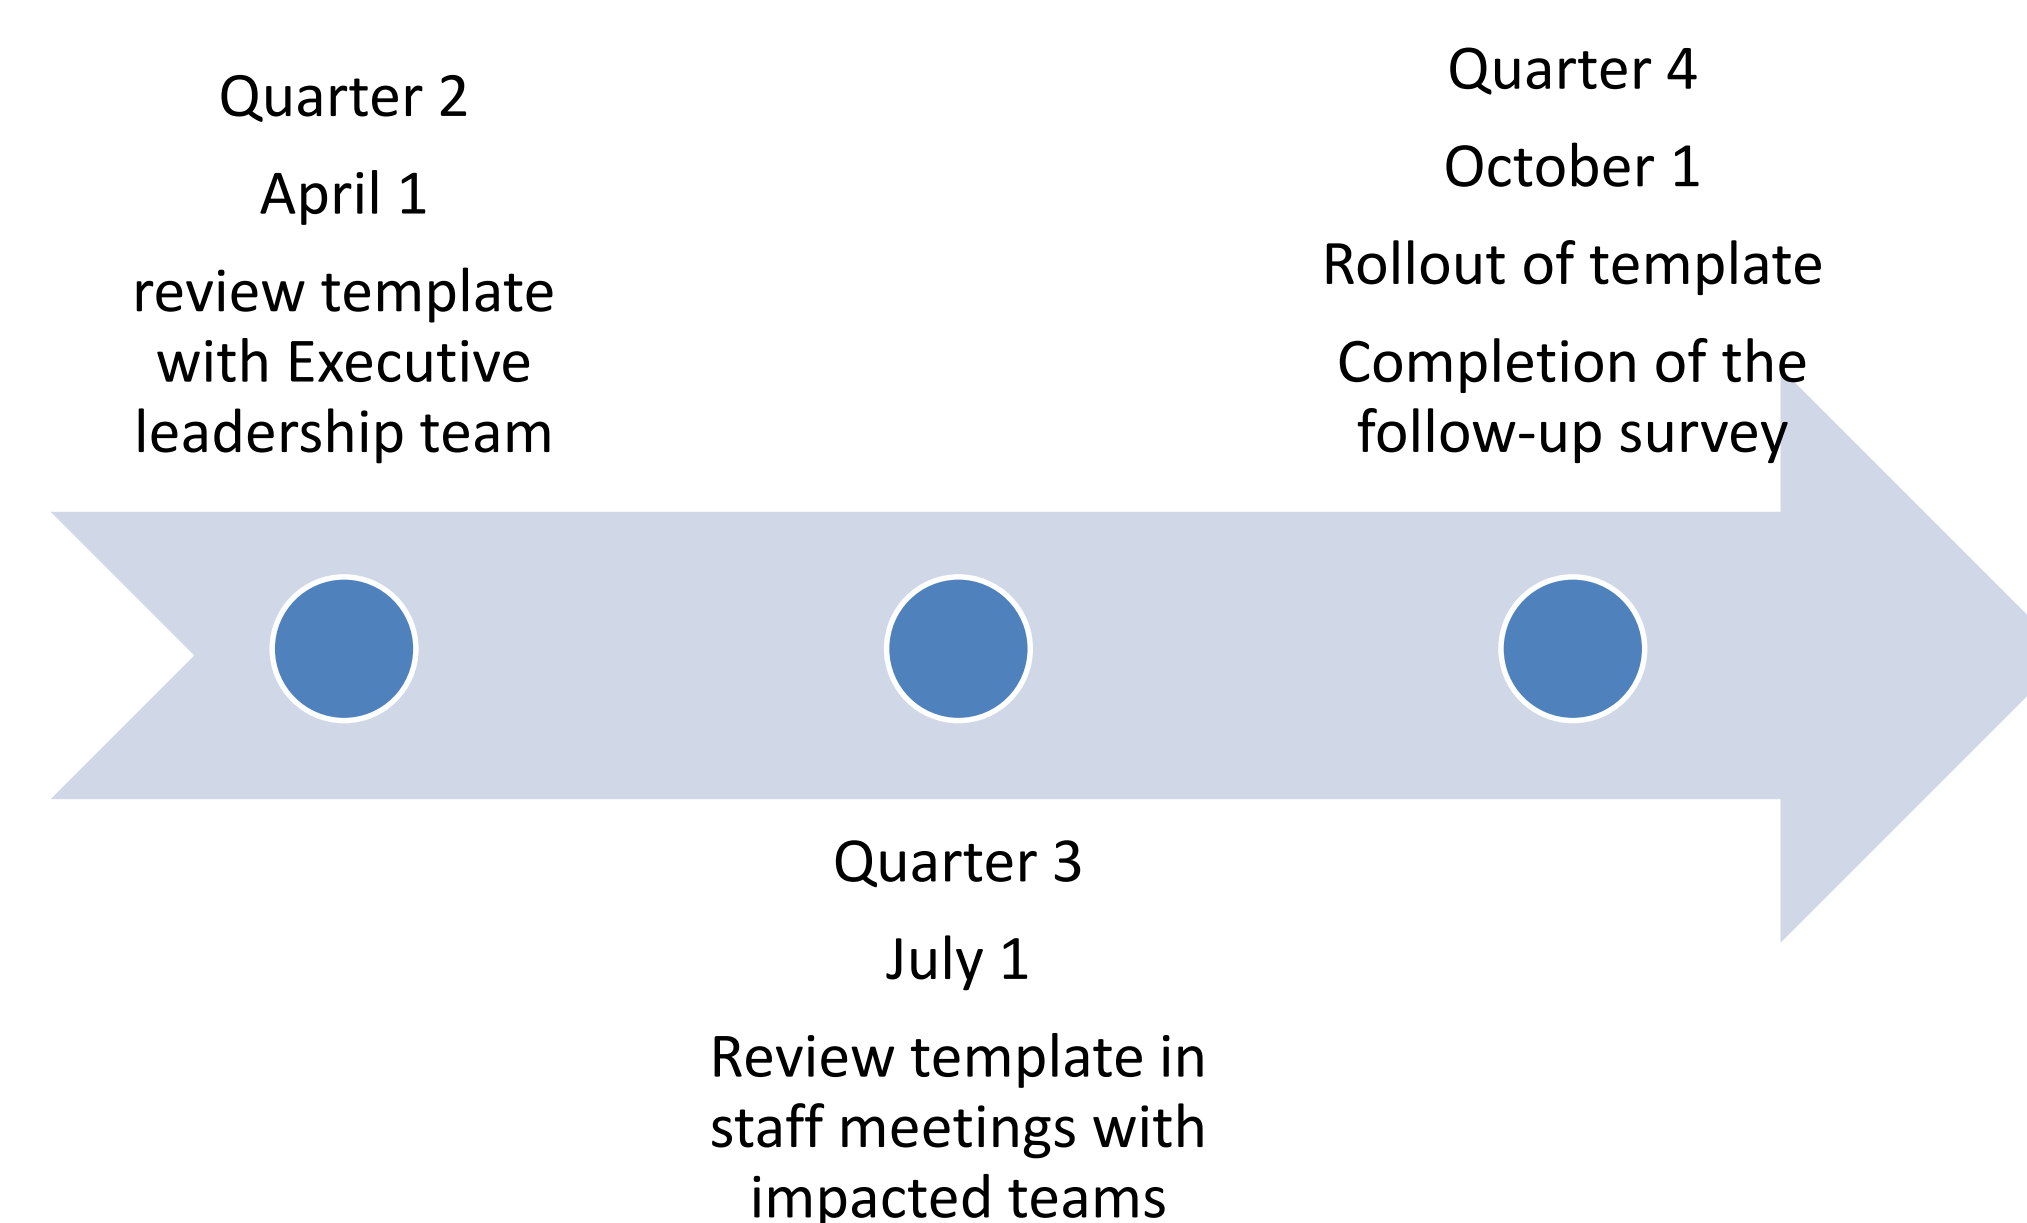 Quarter 2
April 1
review template
with Executive
leadership team
Quarter 3
July 1
Review template in
staff meetings with
impacted teams
Quarter 4
October 1
Rollout of template
Completion of the
follow-up survey